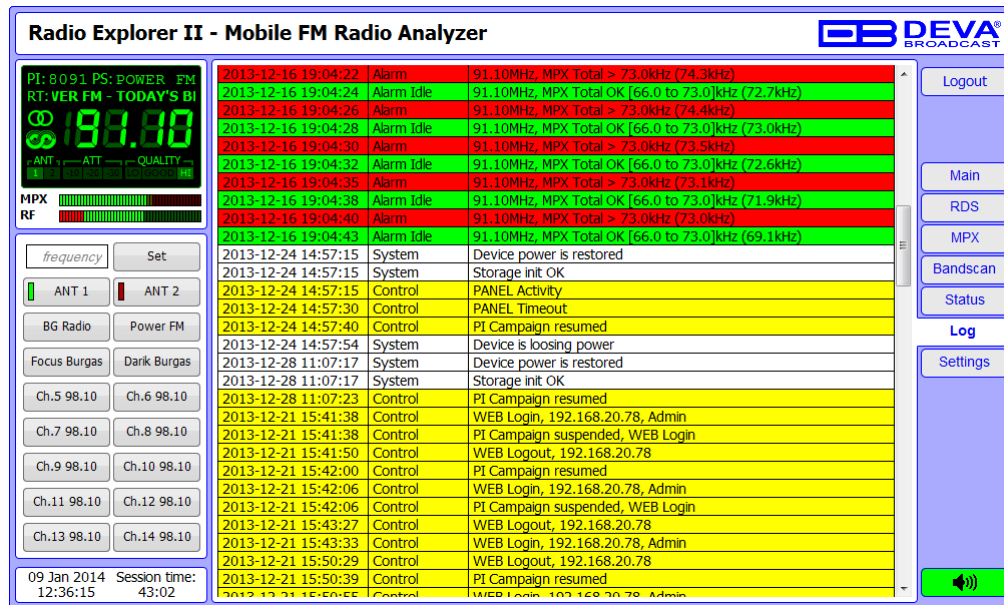 Radio Explorer II - Mobile FM Radio Analyzer
DEVA
BROADCAST
PI:8091 PS:POWER FM
RT:VER FM - TODAY'S BI
91.10
ANT ATT QUALITY
1 2 -10 -20 -30 LO GOOD HI
MPX
RF
frequency Set
ANT 1 ANT 2
BG Radio Power FM
Focus Burgas Darik Burgas
Ch.5 98.10 Ch.6 98.10
Ch.7 98.10 Ch.8 98.10
Ch.9 98.10 Ch.10 98.10
Ch.11 98.10 Ch.12 98.10
Ch.13 98.10 Ch.14 98.10
09 Jan 2014 Session time:
12:36:15 43:02
2013-12-16 19:04:22 Alarm 91.10MHz, MPX Total > 73.0kHz (74.3kHz)
2013-12-16 19:04:24 Alarm Idle 91.10MHz, MPX Total OK [66.0 to 73.0]kHz (72.7kHz)
2013-12-16 19:04:26 Alarm 91.10MHz, MPX Total > 73.0kHz (74.4kHz)
2013-12-16 19:04:28 Alarm Idle 91.10MHz, MPX Total OK [66.0 to 73.0]kHz (73.0kHz)
2013-12-16 19:04:30 Alarm 91.10MHz, MPX Total > 73.0kHz (73.5kHz)
2013-12-16 19:04:32 Alarm Idle 91.10MHz, MPX Total OK [66.0 to 73.0]kHz (72.6kHz)
2013-12-16 19:04:35 Alarm 91.10MHz, MPX Total > 73.0kHz (73.1kHz)
2013-12-16 19:04:38 Alarm Idle 91.10MHz, MPX Total OK [66.0 to 73.0]kHz (71.9kHz)
2013-12-16 19:04:40 Alarm 91.10MHz, MPX Total > 73.0kHz (73.0kHz)
2013-12-16 19:04:43 Alarm Idle 91.10MHz, MPX Total OK [66.0 to 73.0]kHz (69.1kHz)
2013-12-24 14:57:15 System Device power is restored
2013-12-24 14:57:15 System Storage init OK
2013-12-24 14:57:15 Control PANEL Activity
2013-12-24 14:57:30 Control PANEL Timeout
2013-12-24 14:57:40 Control PI Campaign resumed
2013-12-24 14:57:54 System Device is loosing power
2013-12-28 11:07:17 System Device power is restored
2013-12-28 11:07:17 System Storage init OK
2013-12-28 11:07:23 Control PI Campaign resumed
2013-12-21 15:41:38 Control WEB Login, 192.168.20.78, Admin
2013-12-21 15:41:38 Control PI Campaign suspended, WEB Login
2013-12-21 15:41:50 Control WEB Logout, 192.168.20.78
2013-12-21 15:42:00 Control PI Campaign resumed
2013-12-21 15:42:06 Control WEB Login, 192.168.20.78, Admin
2013-12-21 15:42:06 Control PI Campaign suspended, WEB Login
2013-12-21 15:43:27 Control WEB Logout, 192.168.20.78
2013-12-21 15:43:33 Control WEB Login, 192.168.20.78, Admin
2013-12-21 15:50:29 Control WEB Logout, 192.168.20.78
2013-12-21 15:50:39 Control PI Campaign resumed
2013-12-21 15:50:55 Control WEB Login, 192.168.20.78, Admin
Logout
Main
RDS
MPX
Bandscan
Status
Log
Settings